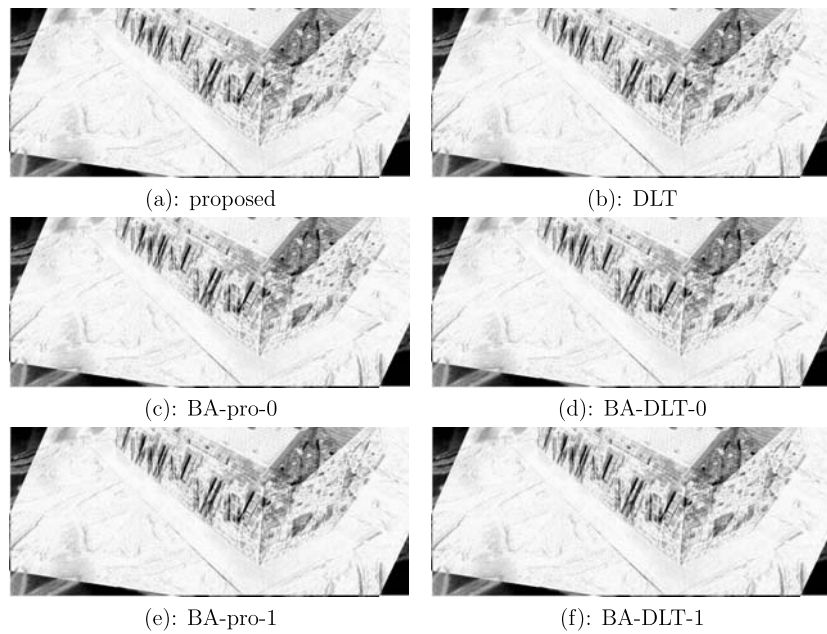 (a): proposed
(b): DLT
(c): BA-pro-0
(d): BA-DLT-0
(e): BA-pro-1
(f): BA-DLT-1